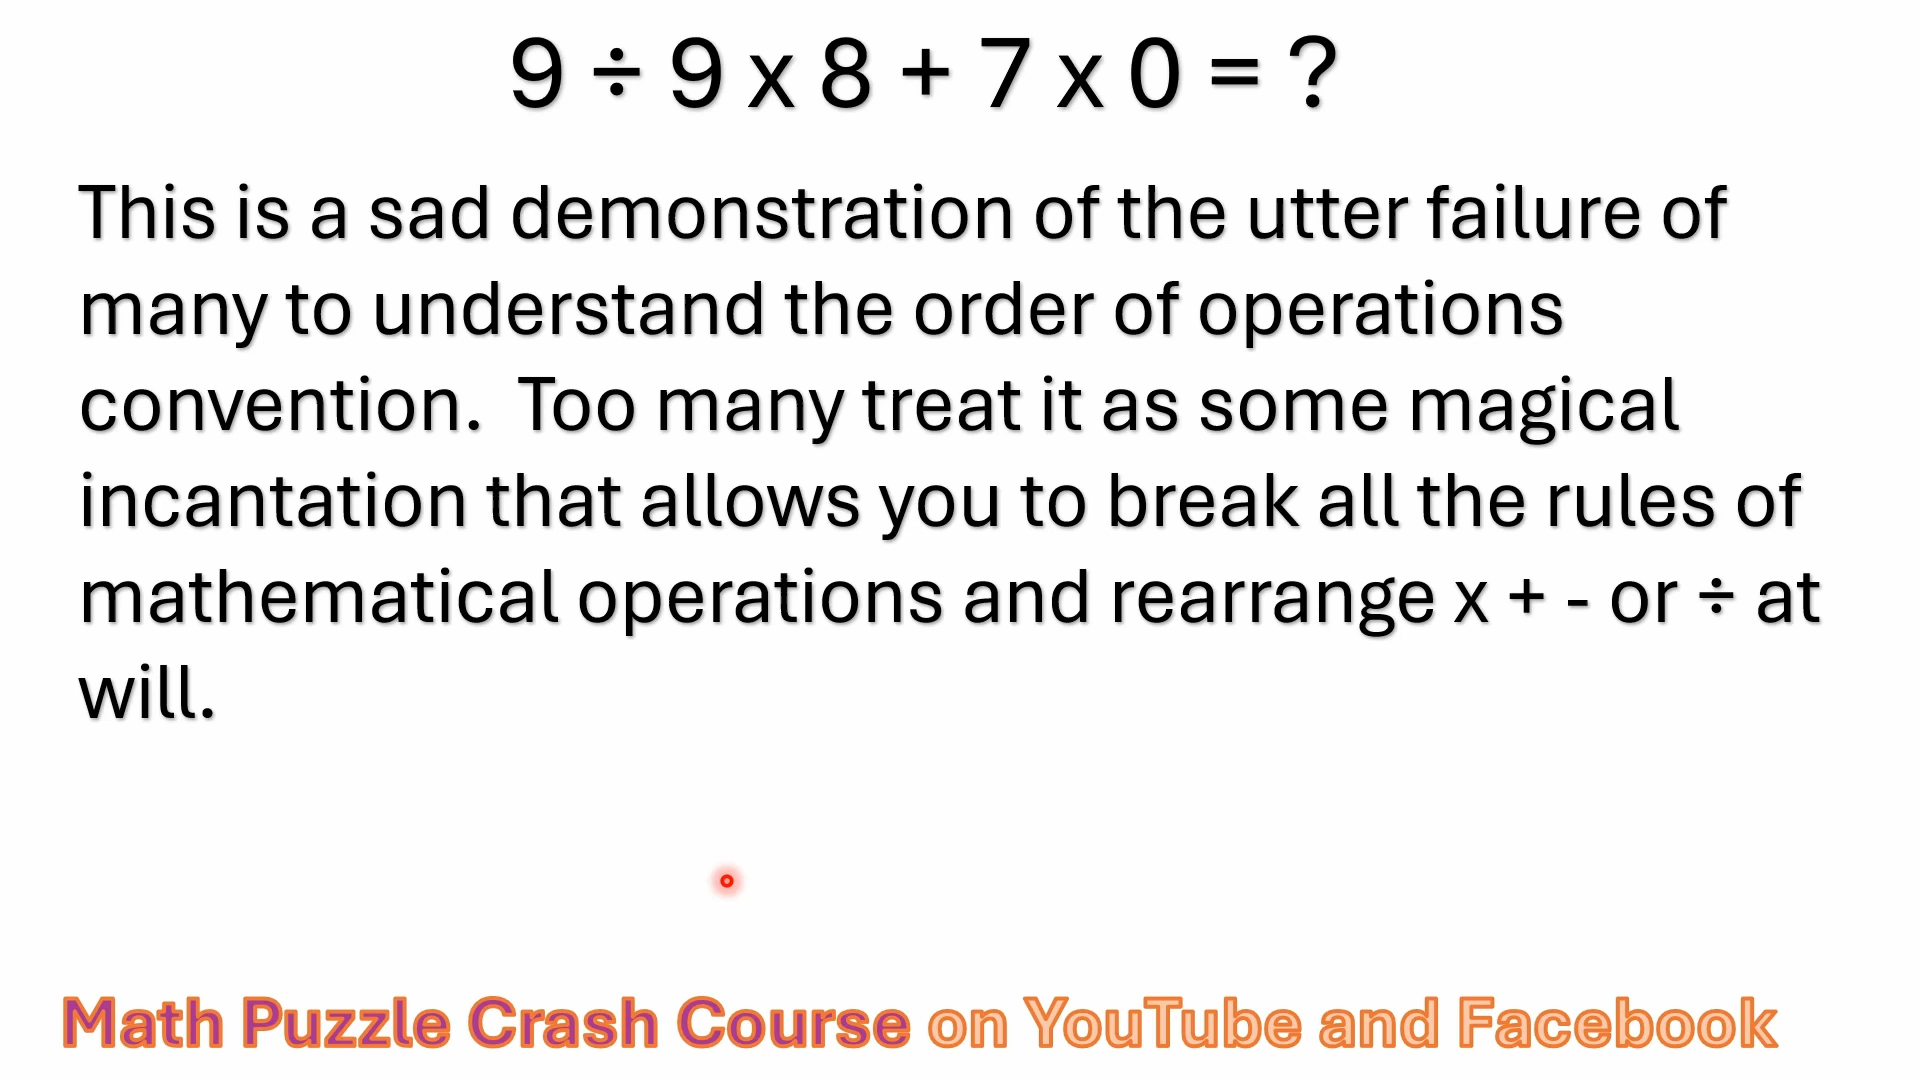 9 ÷ 9 x 8 + 7 x 0 = ?
This is a sad demonstration of the utter failure of
many to understand the order of operations
convention.  Too many treat it as some magical
incantation that allows you to break all the rules of
mathematical operations and rearrange x + - or ÷ at
will.
Math Puzzle Crash Course on YouTube and Facebook